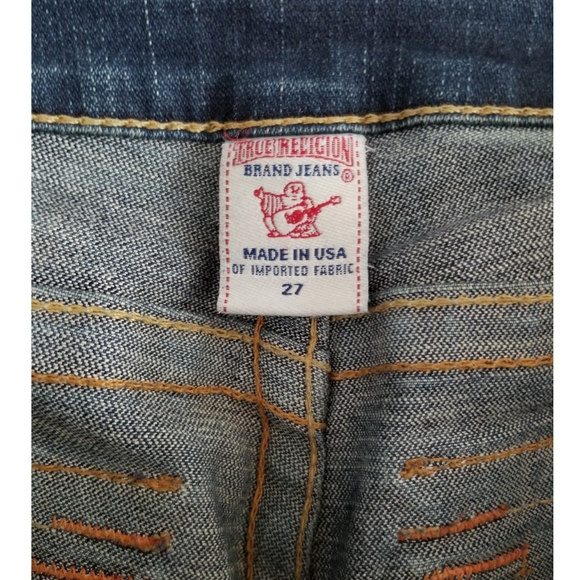 TRUE RELIGION
BRAND JEANS
®
MADE IN USA
OF IMPORTED FABRIC
27